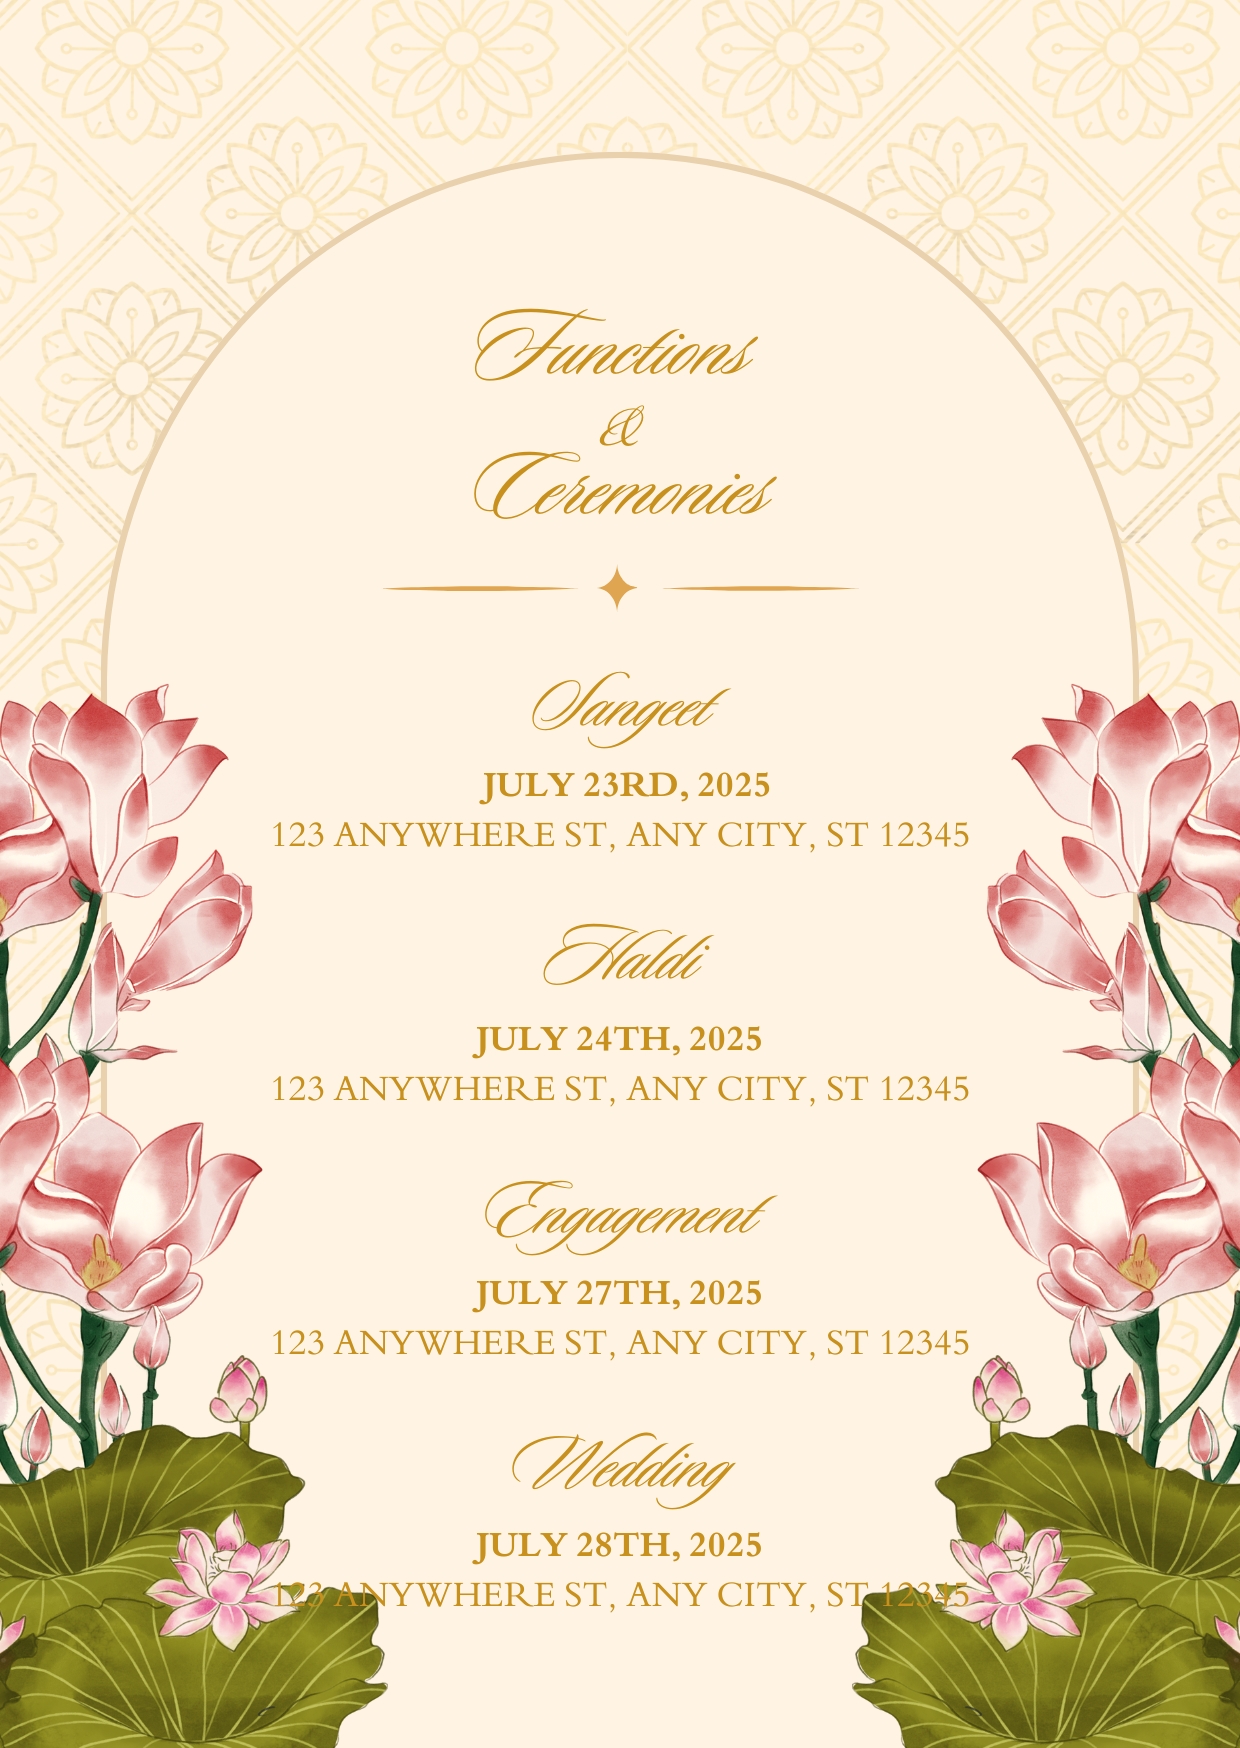 Functions
&
Ceremonies
Sangeet
JULY 23RD, 2025
123 ANYWHERE ST, ANY CITY, ST 12345
Haldi
JULY 24TH, 2025
123 ANYWHERE ST, ANY CITY, ST 12345
Engagement
JULY 27TH, 2025
123 ANYWHERE ST, ANY CITY, ST 12345
Wedding
JULY 28TH, 2025
123 ANYWHERE ST, ANY CITY, ST 12345